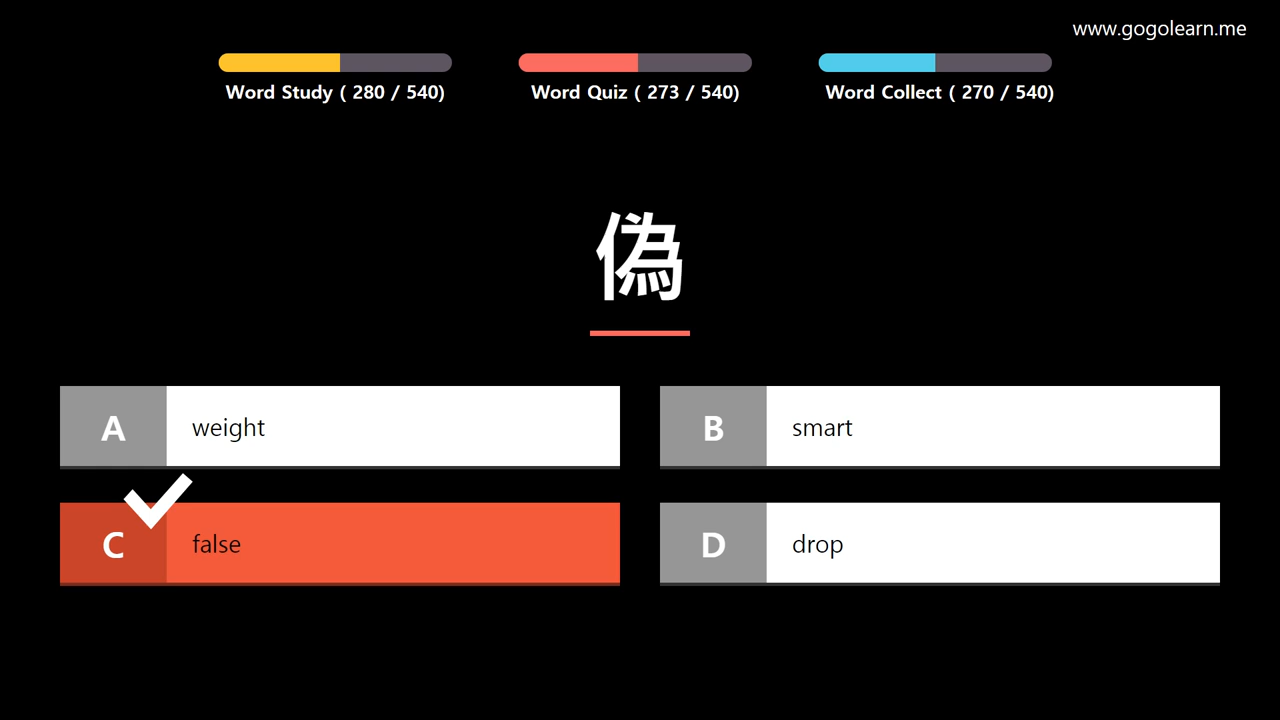 www.gogolearn.me
Word Study ( 280 / 540)
Word Quiz ( 273 / 540)
Word Collect ( 270 / 540)
偽
A weight
B smart
C false
D drop